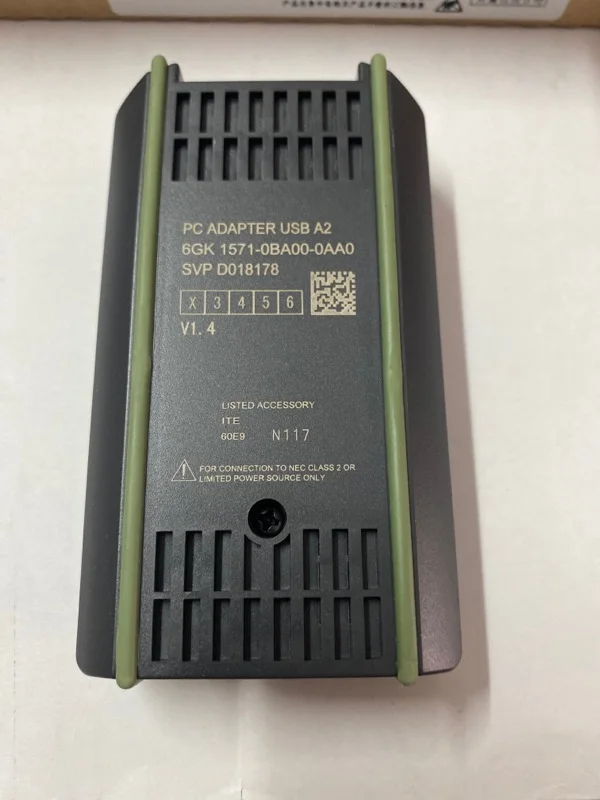 PC ADAPTER USB A2
6GK 1571-0BA00-0AA0
SVP D018178
X 3 4 5 6
V1.4
LISTED ACCESSORY
ITE
60E9 N117
FOR CONNECTION TO NEC CLASS 2 OR
LIMITED POWER SOURCE ONLY